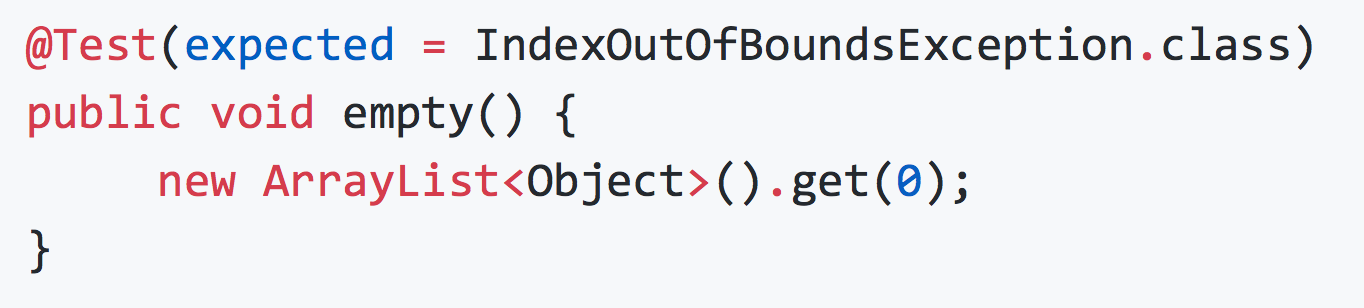 @Test(expected = IndexOutOfBoundsException.class)
public void empty() {
     new ArrayList<Object>().get(0);
}